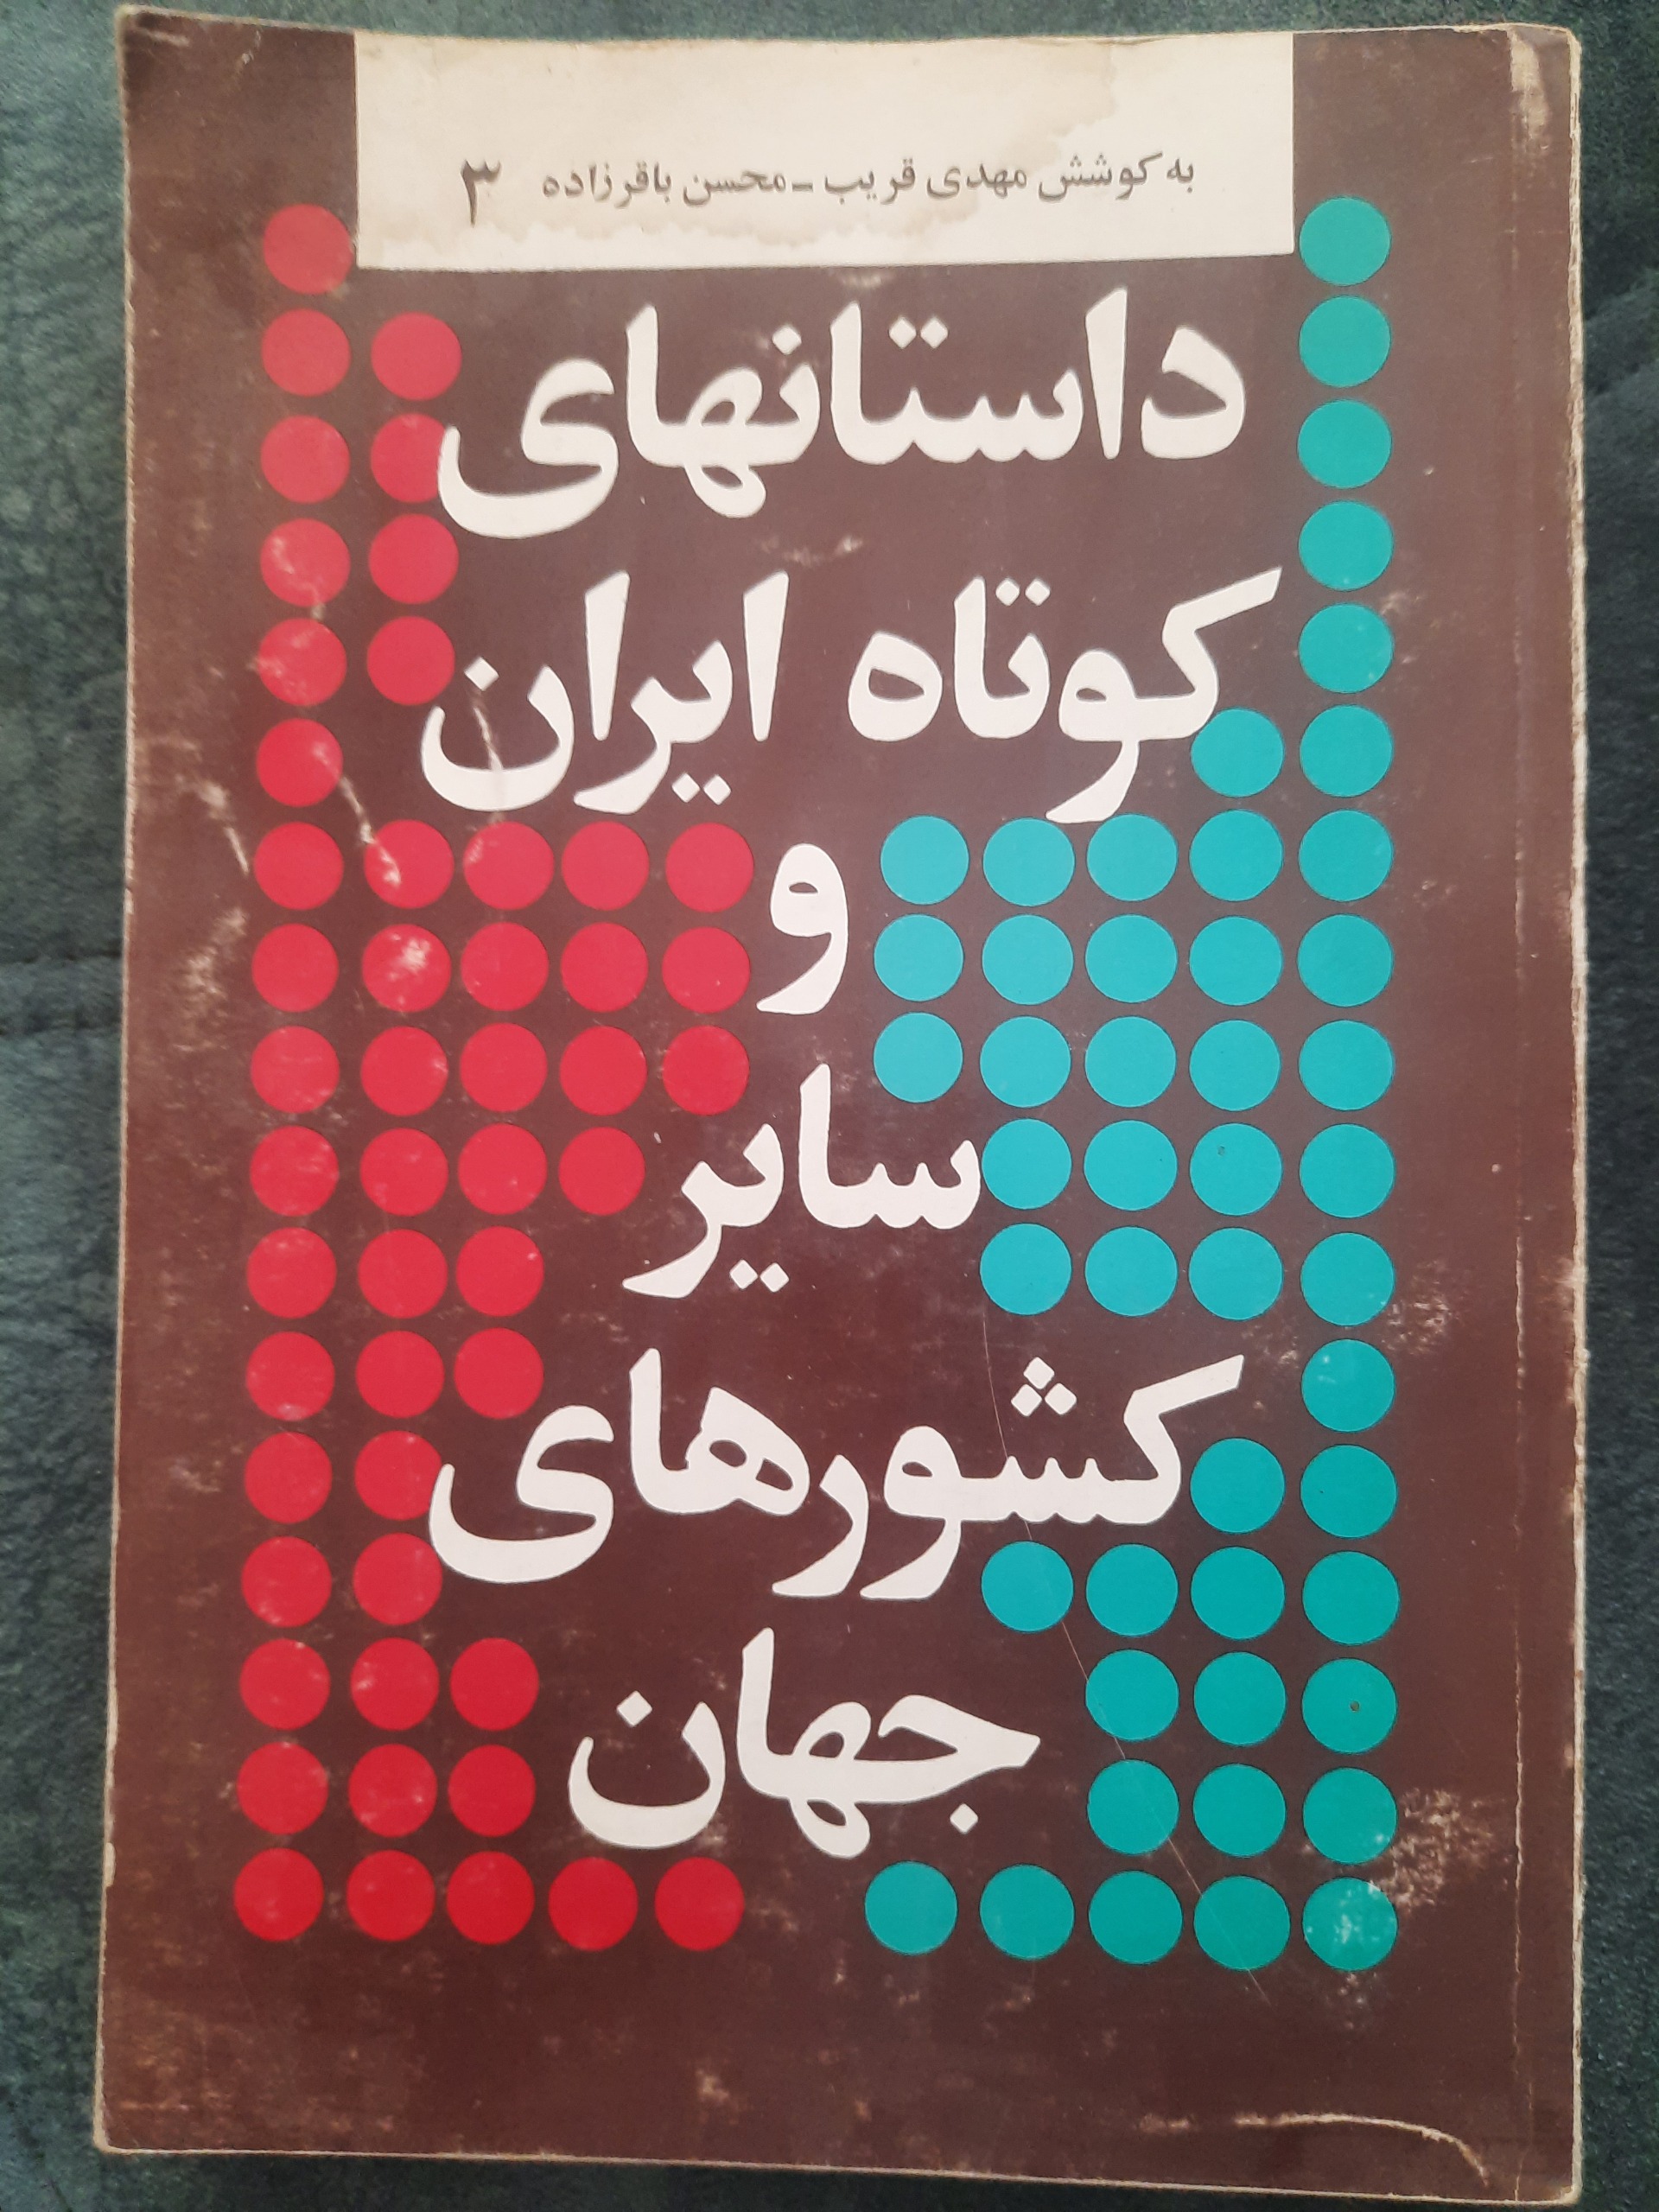 به کوشش مهدی قریب - محسن باقرزاده ۳
داستانهای
کوتاه ایران
و
سایر
کشورهای
جهان